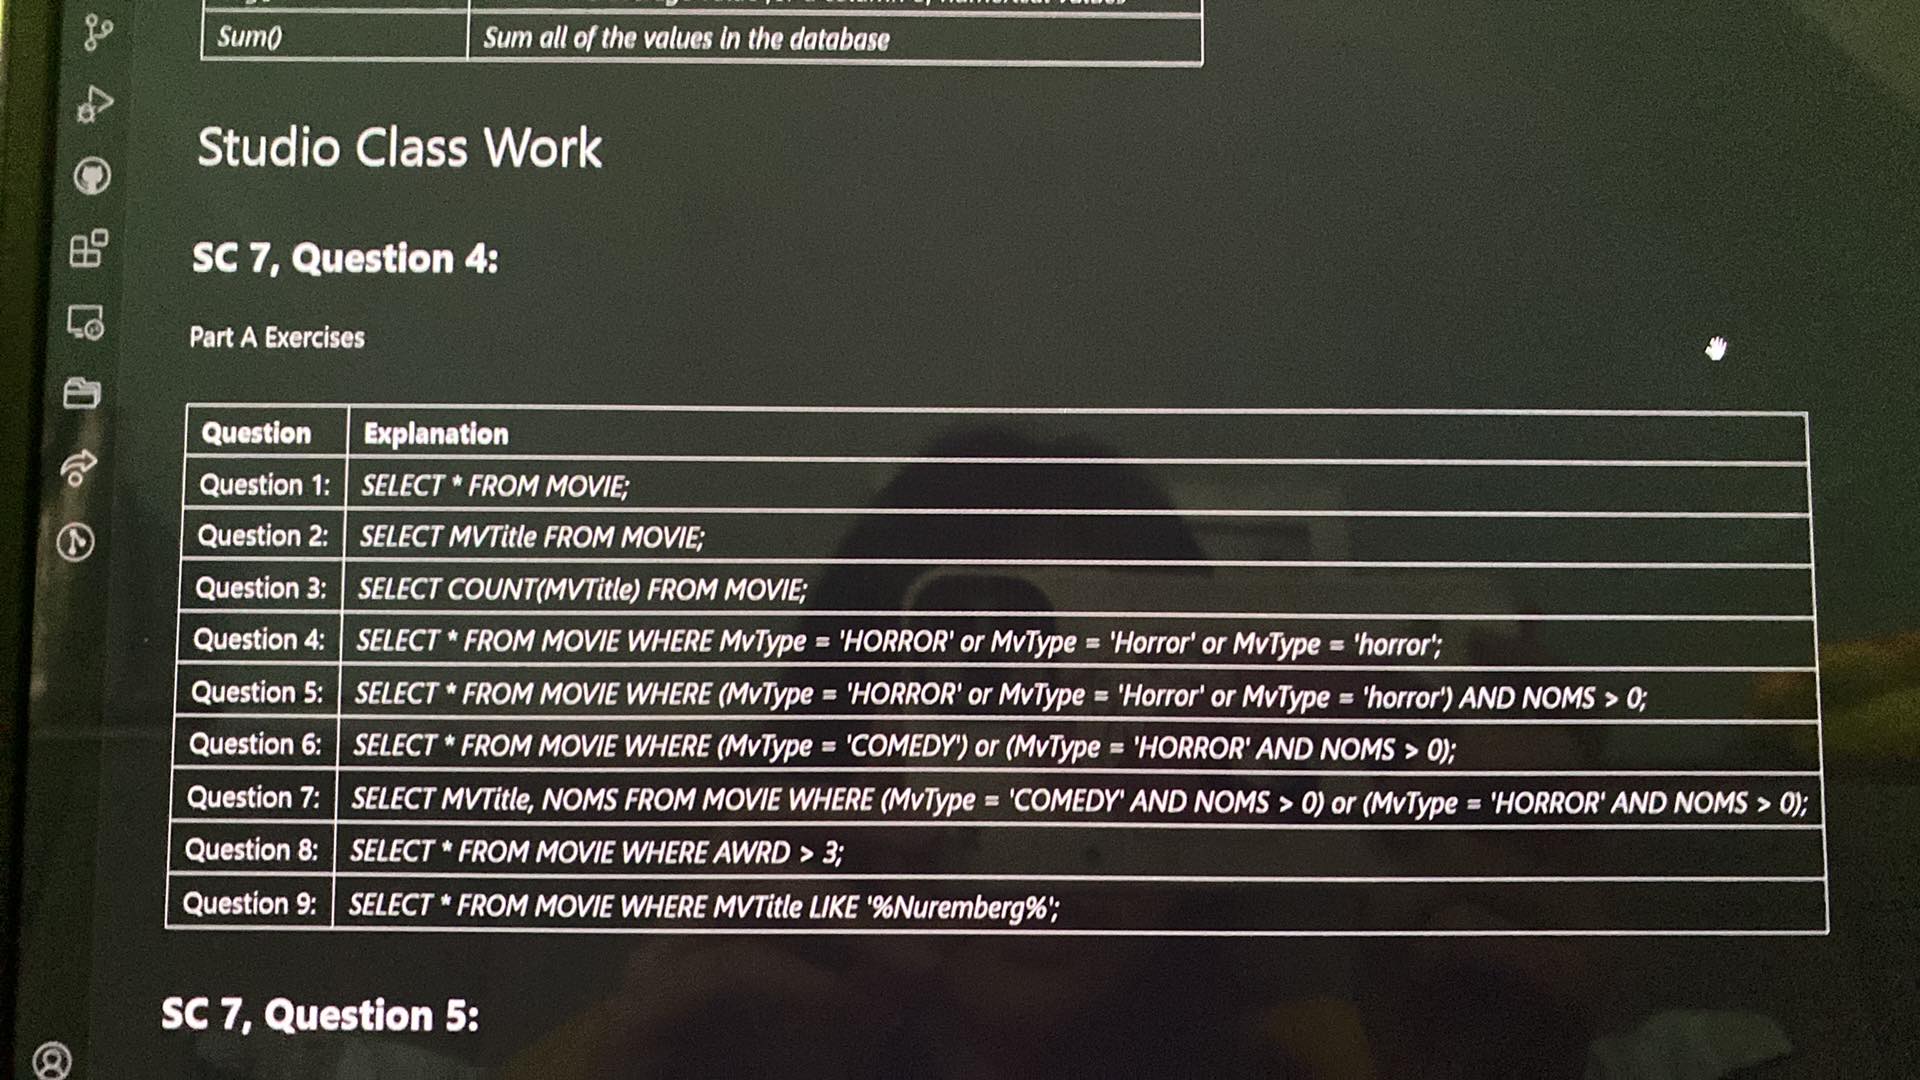 Sum() Sum all of the values in the database
Studio Class Work
SC 7, Question 4:
Part A Exercises
Question Explanation
Question 1: SELECT * FROM MOVIE;
Question 2: SELECT MVTitle FROM MOVIE;
Question 3: SELECT COUNT(MVTitle) FROM MOVIE;
Question 4: SELECT * FROM MOVIE WHERE MvType = 'HORROR' or MvType = 'Horror' or MvType = 'horror';
Question 5: SELECT * FROM MOVIE WHERE (MvType = 'HORROR' or MvType = 'Horror' or MvType = 'horror') AND NOMS > 0;
Question 6: SELECT * FROM MOVIE WHERE (MvType = 'COMEDY') or (MvType = 'HORROR' AND NOMS > 0);
Question 7: SELECT MVTitle, NOMS FROM MOVIE WHERE (MvType = 'COMEDY' AND NOMS > 0) or (MvType = 'HORROR' AND NOMS > 0);
Question 8: SELECT * FROM MOVIE WHERE AWRD > 3;
Question 9: SELECT * FROM MOVIE WHERE MVTitle LIKE '%Nuremberg%';
SC 7, Question 5: